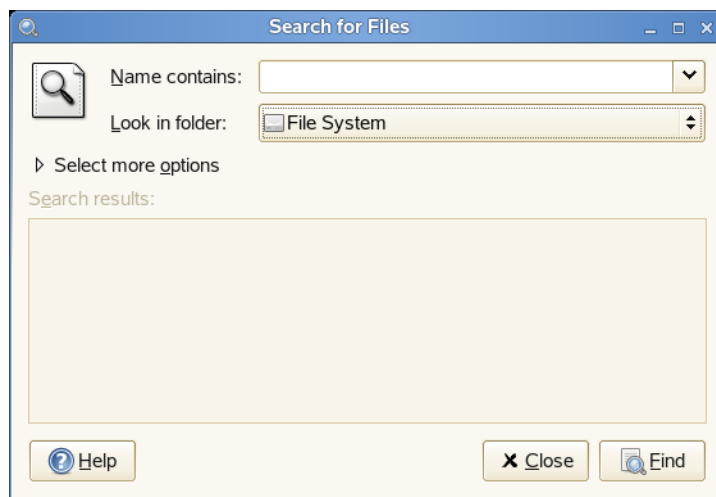 Search for Files
Name contains:
Look in folder: File System
Select more options
Search results:
Help Close Find